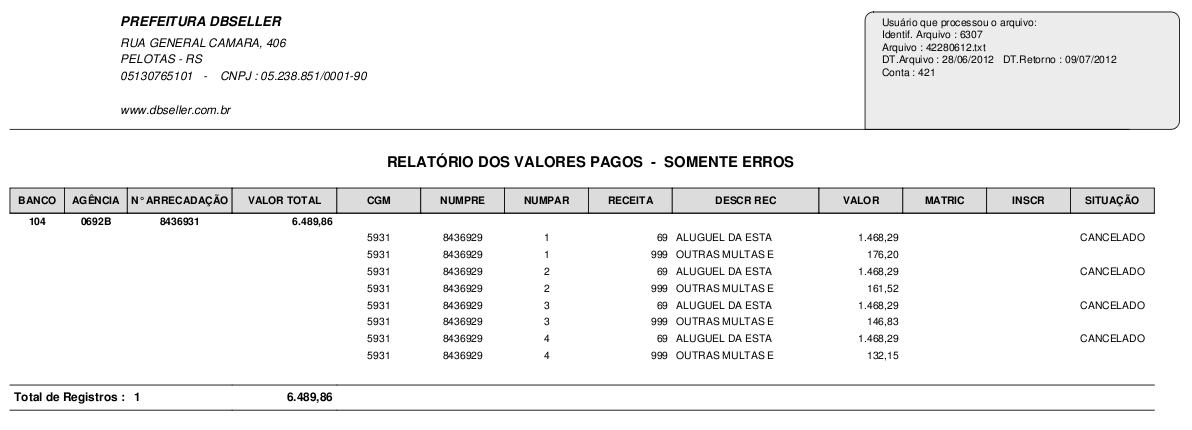 PREFEITURA DBSELLER
RUA GENERAL CAMARA, 406
PELOTAS - RS
05130765101 - CNPJ : 05.238.851/0001-90
www.dbseller.com.br
Usuário que processou o arquivo:
Identif. Arquivo : 6307
Arquivo : 42280612.txt
DT.Arquivo : 28/06/2012 DT.Retorno : 09/07/2012
Conta : 421
RELATÓRIO DOS VALORES PAGOS - SOMENTE ERROS
BANCO AGÊNCIA N° ARRECADAÇÃO VALOR TOTAL CGM NUMPRE NUMPAR RECEITA DESCR REC VALOR MATRIC INSCR SITUAÇÃO
104 0692B 8436931 6.489,86
5931 8436929 1 69 ALUGUEL DA ESTA 1.468,29 CANCELADO
5931 8436929 1 999 OUTRAS MULTAS E 176,20
5931 8436929 2 69 ALUGUEL DA ESTA 1.468,29 CANCELADO
5931 8436929 2 999 OUTRAS MULTAS E 161,52
5931 8436929 3 69 ALUGUEL DA ESTA 1.468,29 CANCELADO
5931 8436929 3 999 OUTRAS MULTAS E 146,83
5931 8436929 4 69 ALUGUEL DA ESTA 1.468,29 CANCELADO
5931 8436929 4 999 OUTRAS MULTAS E 132,15
Total de Registros : 1 6.489,86